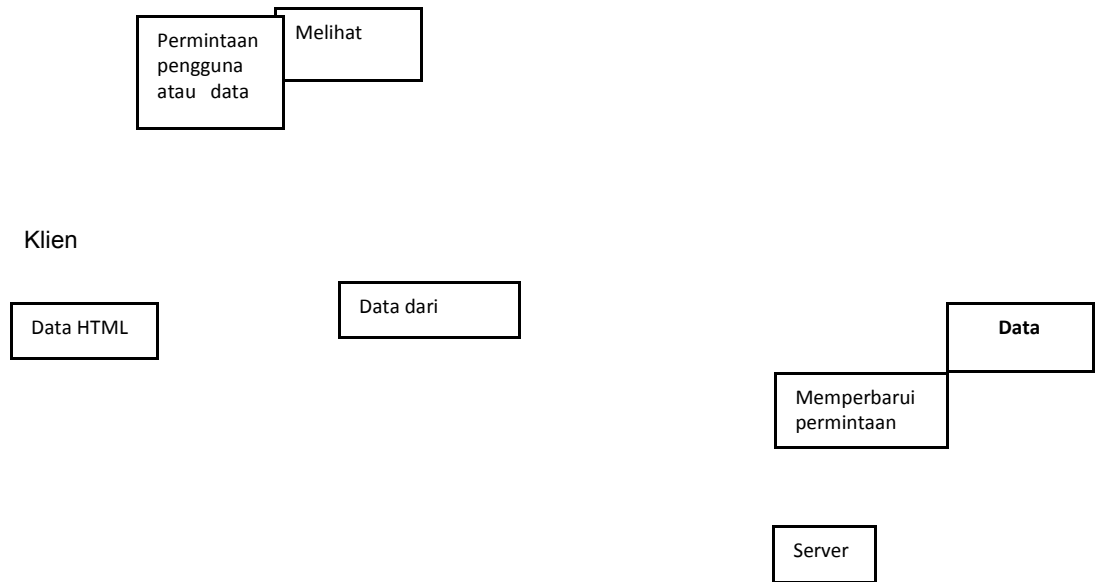 Permintaan
pengguna
atau data
Melihat
Klien
Data HTML
Data dari
Data
Memperbarui
permintaan
Server